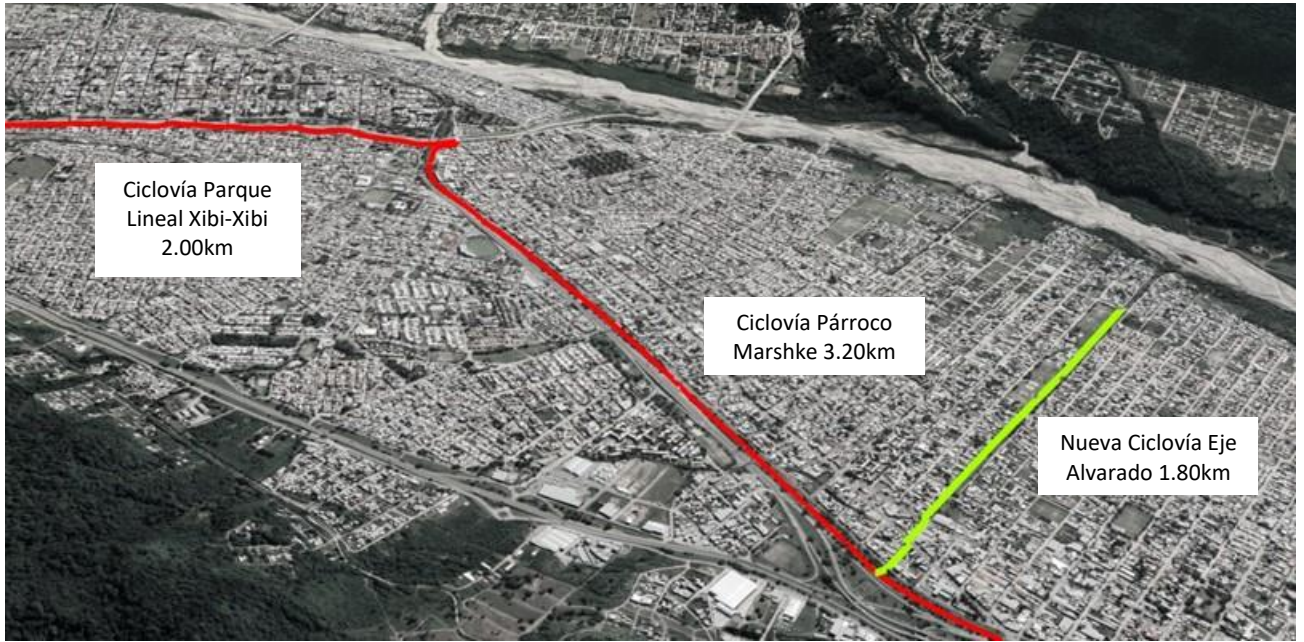 Ciclovía Parque
Lineal Xibi-Xibi
2.00km
Ciclovía Párroco
Marshke 3.20km
Nueva Ciclovía Eje
Alvarado 1.80km